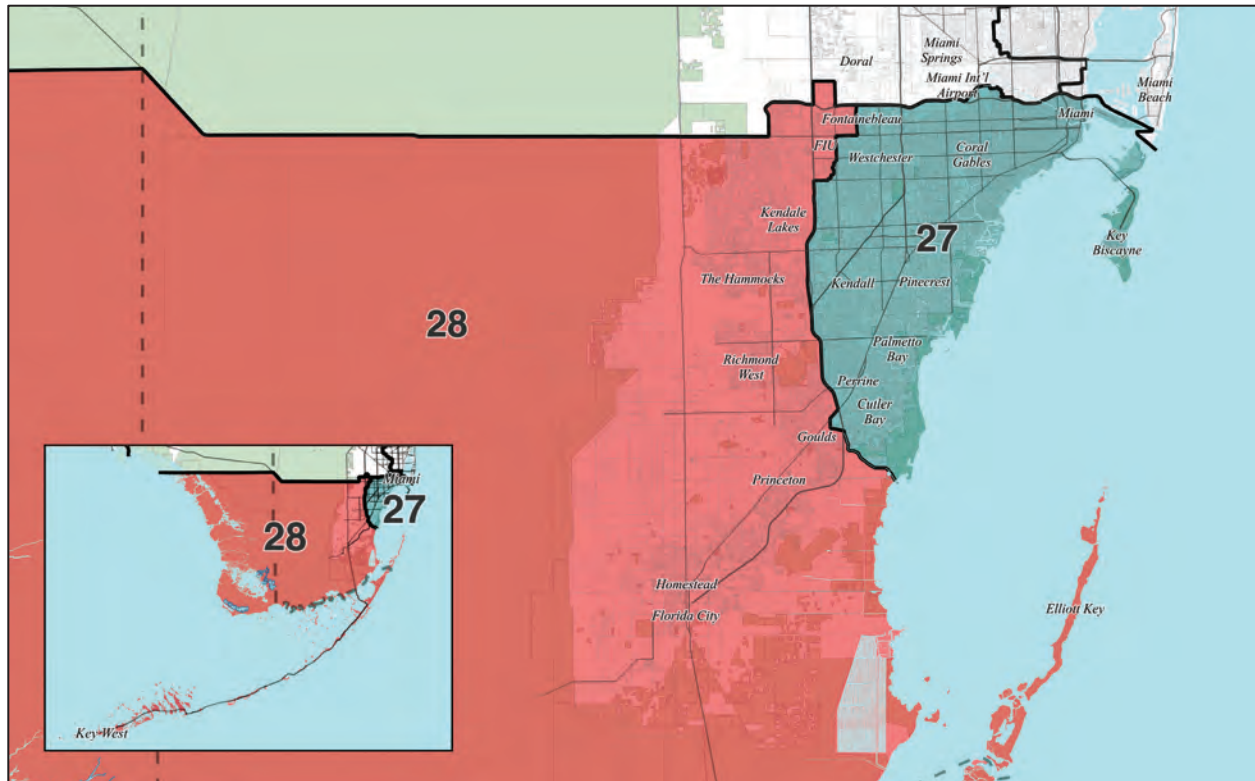 Doral
Miami
Springs
Miami Int'l
Airport
Miami
Beach
Miami
Fontainebleau
FIU
Westchester
Coral
Gables
Kendale
Lakes
27
Key
Biscayne
The Hammocks
Kendall
Pinecrest
28
Palmetto
Bay
Richmond
West
Perrine
Cutler
Bay
Goulds
Princeton
Homestead
Florida City
Elliott Key
Miami
27
28
Key West